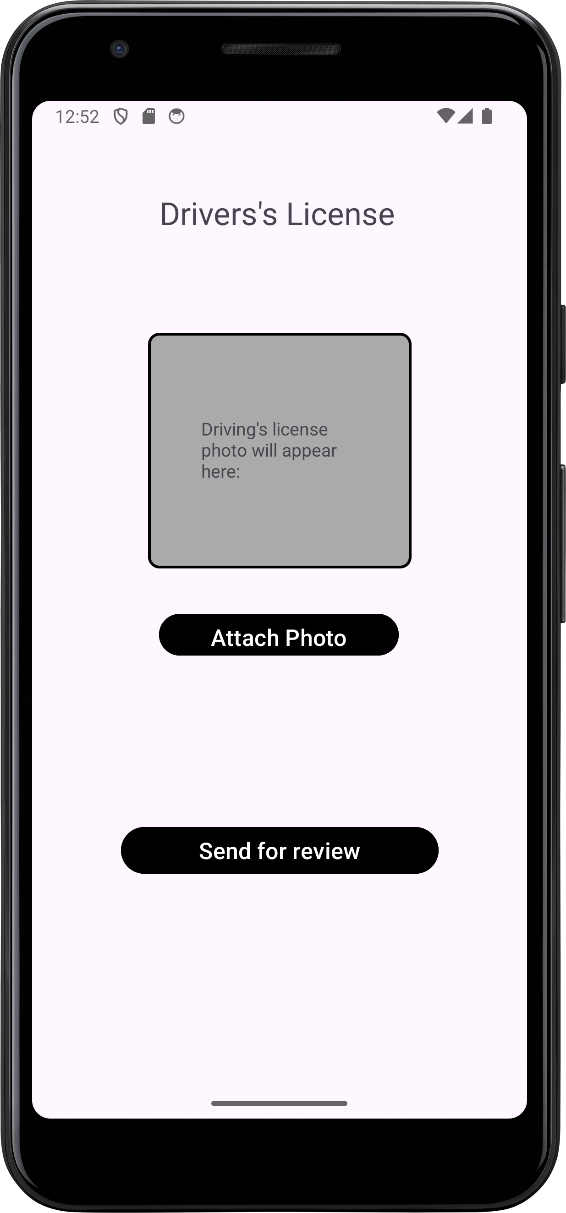 12:52
Drivers's License
Driving's license
photo will appear
here:
Attach Photo
Send for review